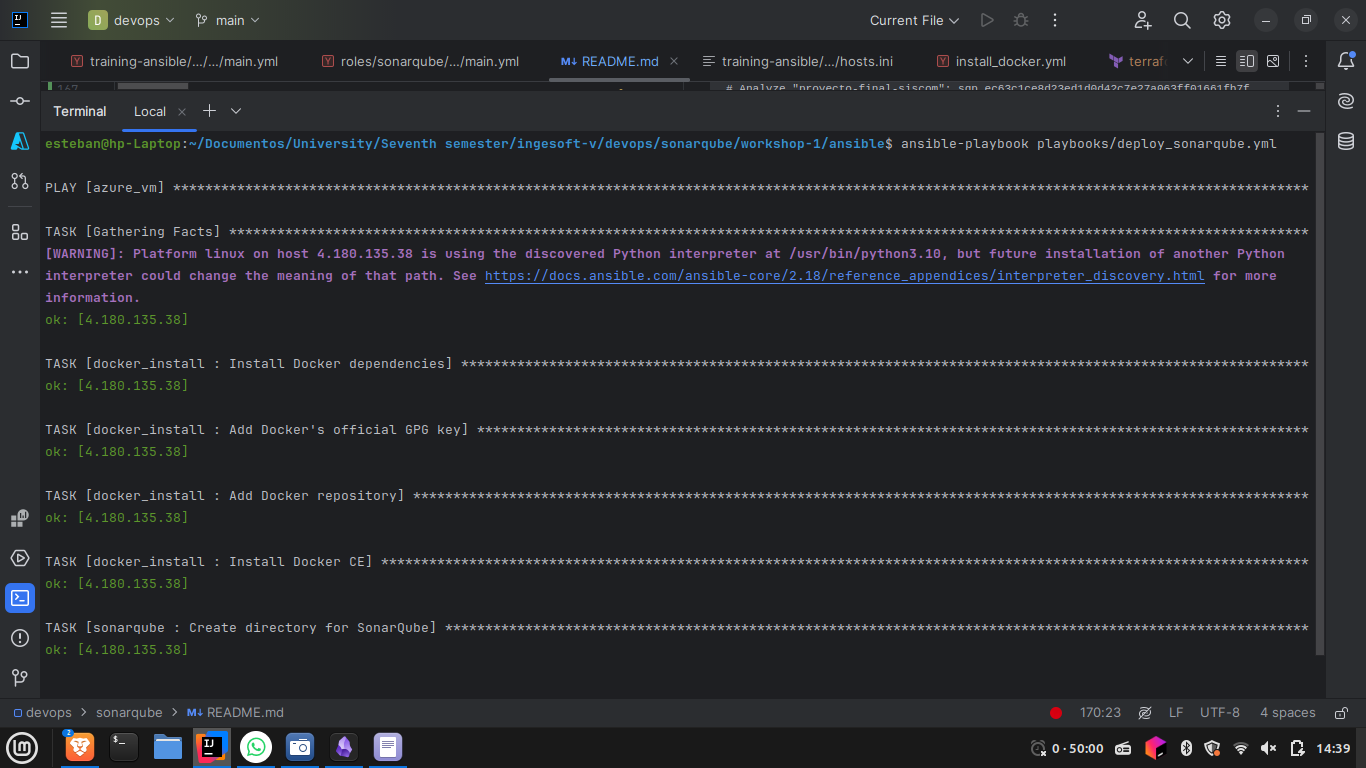 D devops main Current File
training-ansible/.../.../main.yml roles/sonarqube/.../main.yml README.md training-ansible/.../hosts.ini install_docker.yml terraf
167
Terminal Local
esteban@hp-Laptop:~/Documentos/University/Seventh semester/ingesoft-v/devops/sonarqube/workshop-1/ansible$ ansible-playbook playbooks/deploy_sonarqube.yml
PLAY [azure_vm] **********************************************************************************************************************************************
TASK [Gathering Facts] ***************************************************************************************************************************************
[WARNING]: Platform linux on host 4.180.135.38 is using the discovered Python interpreter at /usr/bin/python3.10, but future installation of another Python
interpreter could change the meaning of that path. See https://docs.ansible.com/ansible-core/2.18/reference_appendices/interpreter_discovery.html for more
information.
ok: [4.180.135.38]
TASK [docker_install : Install Docker dependencies] **********************************************************************************************************
ok: [4.180.135.38]
TASK [docker_install : Add Docker's official GPG key] ********************************************************************************************************
ok: [4.180.135.38]
TASK [docker_install : Add Docker repository] ****************************************************************************************************************
ok: [4.180.135.38]
TASK [docker_install : Install Docker CE] ********************************************************************************************************************
ok: [4.180.135.38]
TASK [sonarqube : Create directory for SonarQube] ************************************************************************************************************
ok: [4.180.135.38]
devops > sonarqube > README.md 170:23 LF UTF-8 4 spaces
2 0 · 50:00 14:39